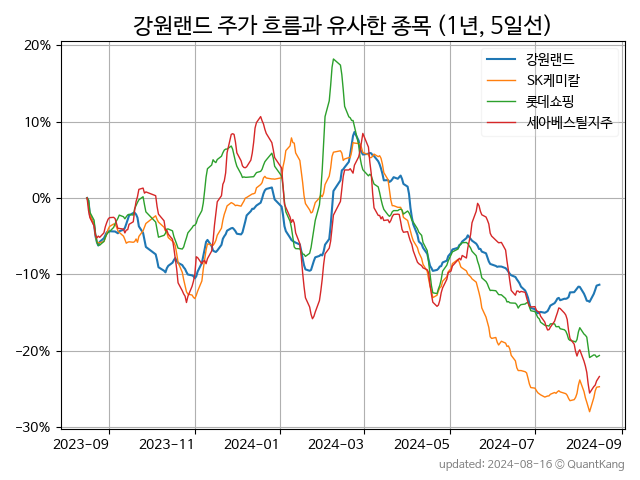 강원랜드 주가 흐름과 유사한 종목 (1년, 5일선)
강원랜드
SK케미칼
롯데쇼핑
세아베스틸지주
20%
10%
0%
−10%
−20%
−30%
2023-09 2023-11 2024-01 2024-03 2024-05 2024-07 2024-09
updated: 2024-08-16 © QuantKang